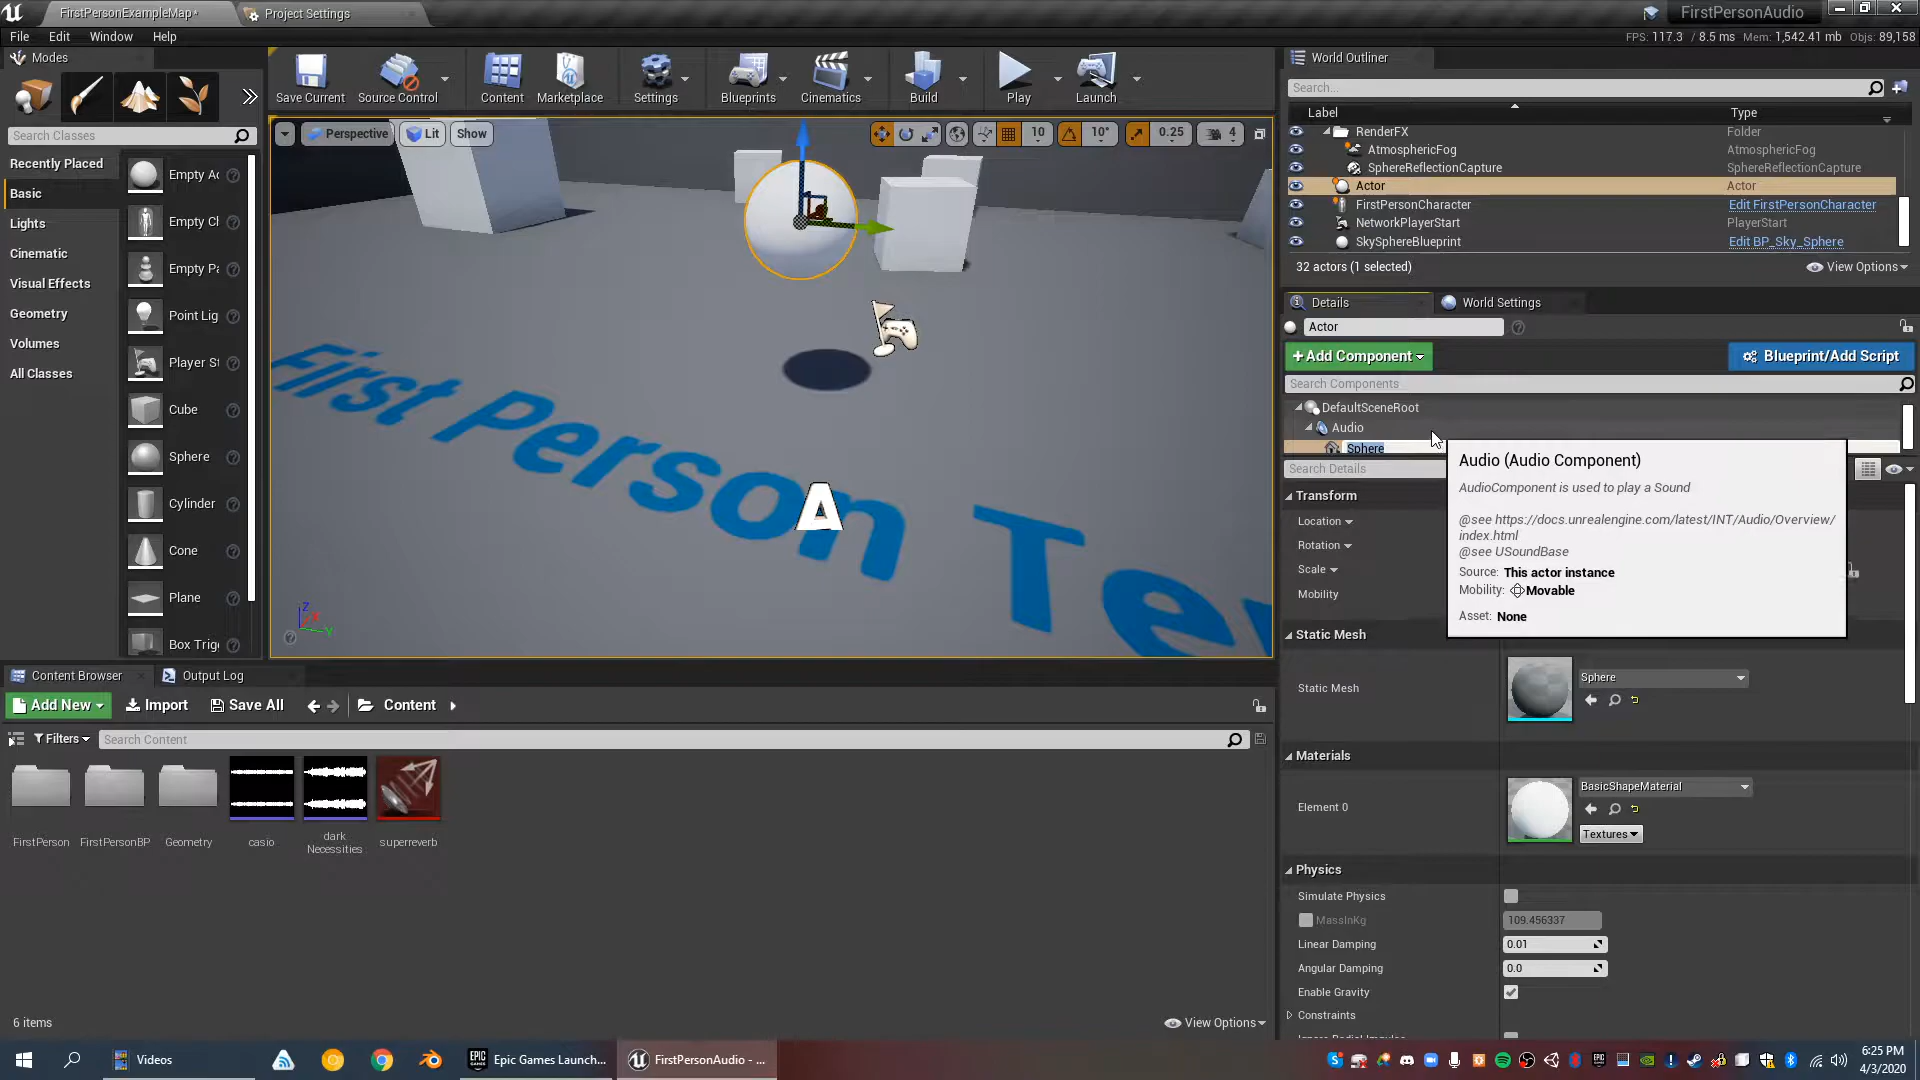 FirstPersonExampleMap*
Project Settings
FirstPersonAudio
File Edit Window Help
FPS: 117.3 / 8.5 ms Mem: 1,542.41 mb Objs: 89,158
Modes
Search Classes
Recently Placed
Basic
Lights
Cinematic
Visual Effects
Geometry
Volumes
All Classes
Empty Ac
Empty Cl
Empty Pa
Point Lig
Player St
Cube
Sphere
Cylinder
Cone
Plane
Box Trig
Save Current
Source Control
Content
Marketplace
Settings
Blueprints
Cinematics
Build
Play
Launch
Perspective
Lit
Show
10
10°
0.25
4
First Person Te
A
Z
X
Y
World Outliner
Search...
Label Type
RenderFX Folder
AtmosphericFog AtmosphericFog
SphereReflectionCapture SphereReflectionCapture
Actor Actor
FirstPersonCharacter Edit FirstPersonCharacter
NetworkPlayerStart PlayerStart
SkySphereBlueprint Edit BP_Sky_Sphere
32 actors (1 selected)
View Options
Details
World Settings
Actor
+Add Component
Blueprint/Add Script
Search Components
DefaultSceneRoot
Audio
Sphere
Search Details
Audio (Audio Component)
AudioComponent is used to play a Sound
@see https://docs.unrealengine.com/latest/INT/Audio/Overview/
index.html
@see USoundBase
Source: This actor instance
Mobility: Movable
Asset: None
Transform
Location
Rotation
Scale
Mobility
Static Mesh
Static Mesh
Sphere
Materials
Element 0
BasicShapeMaterial
Textures
Physics
Simulate Physics
MassInKg 109.456337
Linear Damping 0.01
Angular Damping 0.0
Enable Gravity
Constraints
Content Browser
Output Log
Add New
Import
Save All
Content
Filters
Search Content
FirstPerson
FirstPersonBP
Geometry
casio
dark
Necessities
superreverb
6 items
View Options
Videos
EPIC
GAMES
Epic Games Launch...
FirstPersonAudio - ...
6:25 PM
4/3/2020